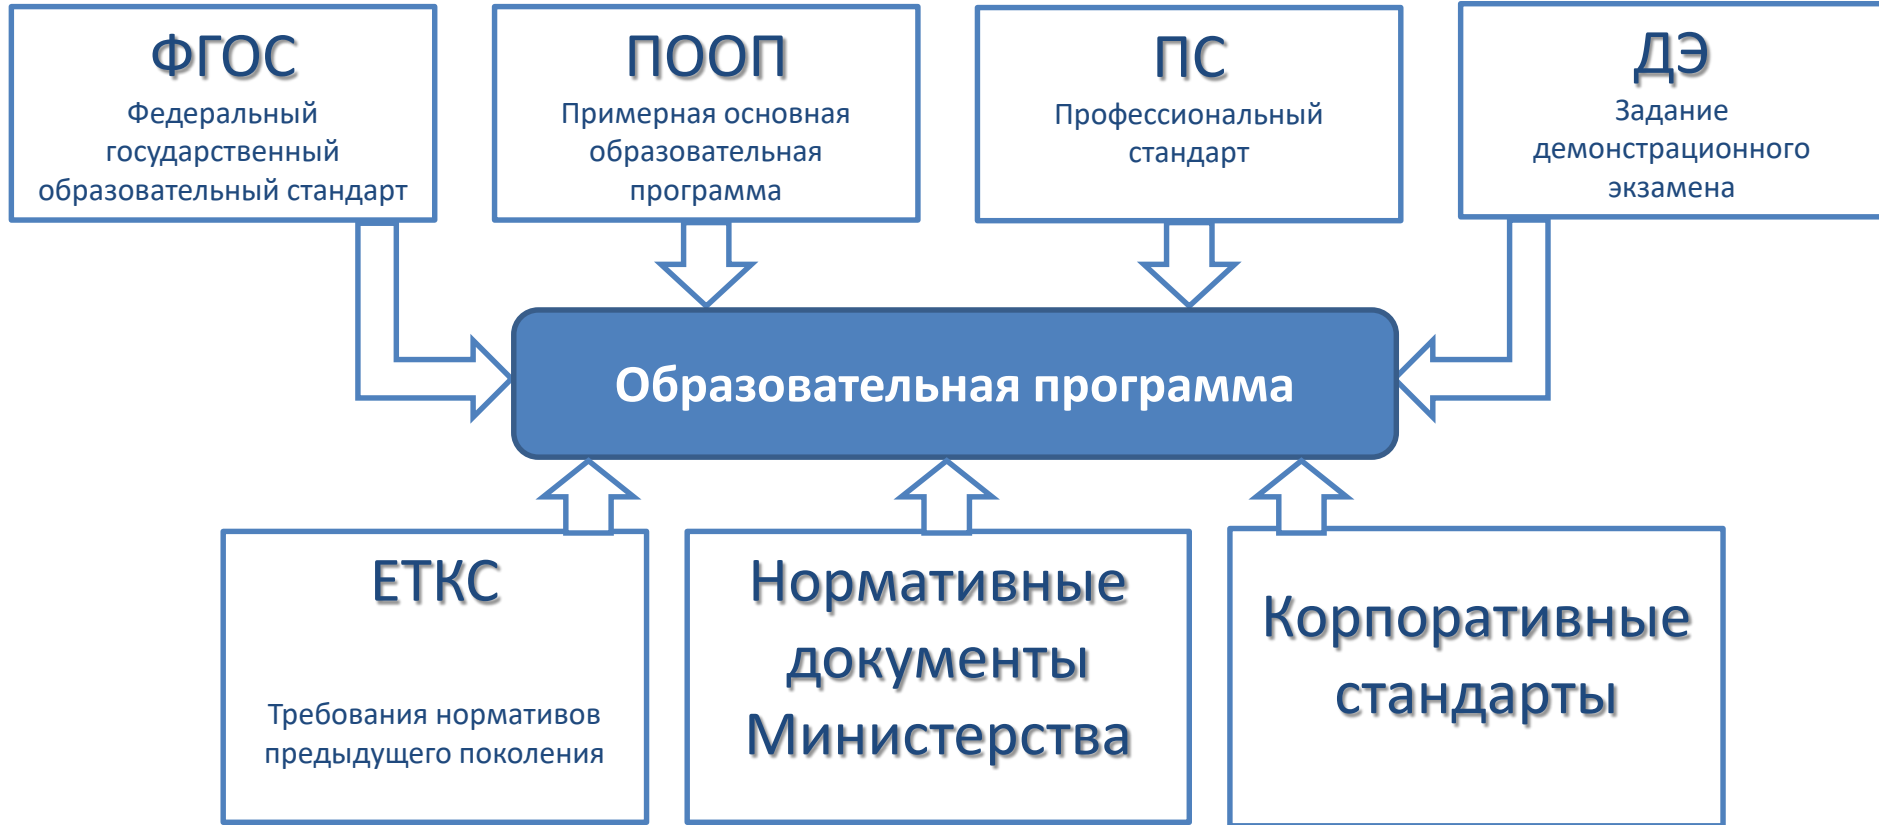 ФГОС
Федеральный
государственный
образовательный стандарт
ПООП
Примерная основная
образовательная
программа
ПС
Профессиональный
стандарт
ДЭ
Задание
демонстрационного
экзамена
Образовательная программа
ЕТКС
Требования нормативов
предыдущего поколения
Нормативные
документы
Министерства
Корпоративные
стандарты